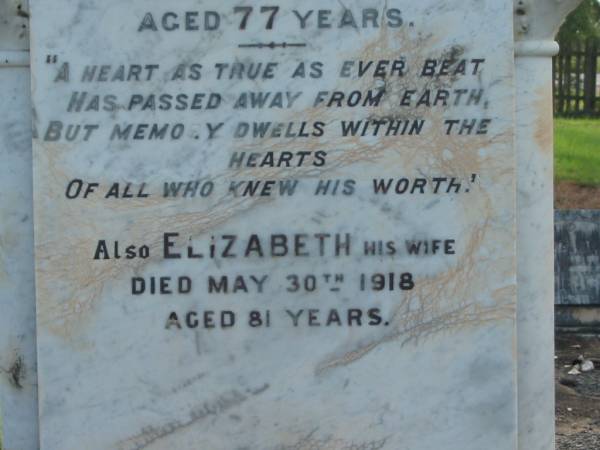 AGED 77 YEARS.
"A HEART AS TRUE AS EVER BEAT
HAS PASSED AWAY FROM EARTH,
BUT MEMO.Y DWELLS WITHIN THE
HEARTS
OF ALL WHO KNEW HIS WORTH."
ALSO ELIZABETH HIS WIFE
DIED MAY 30TH 1918
AGED 81 YEARS.